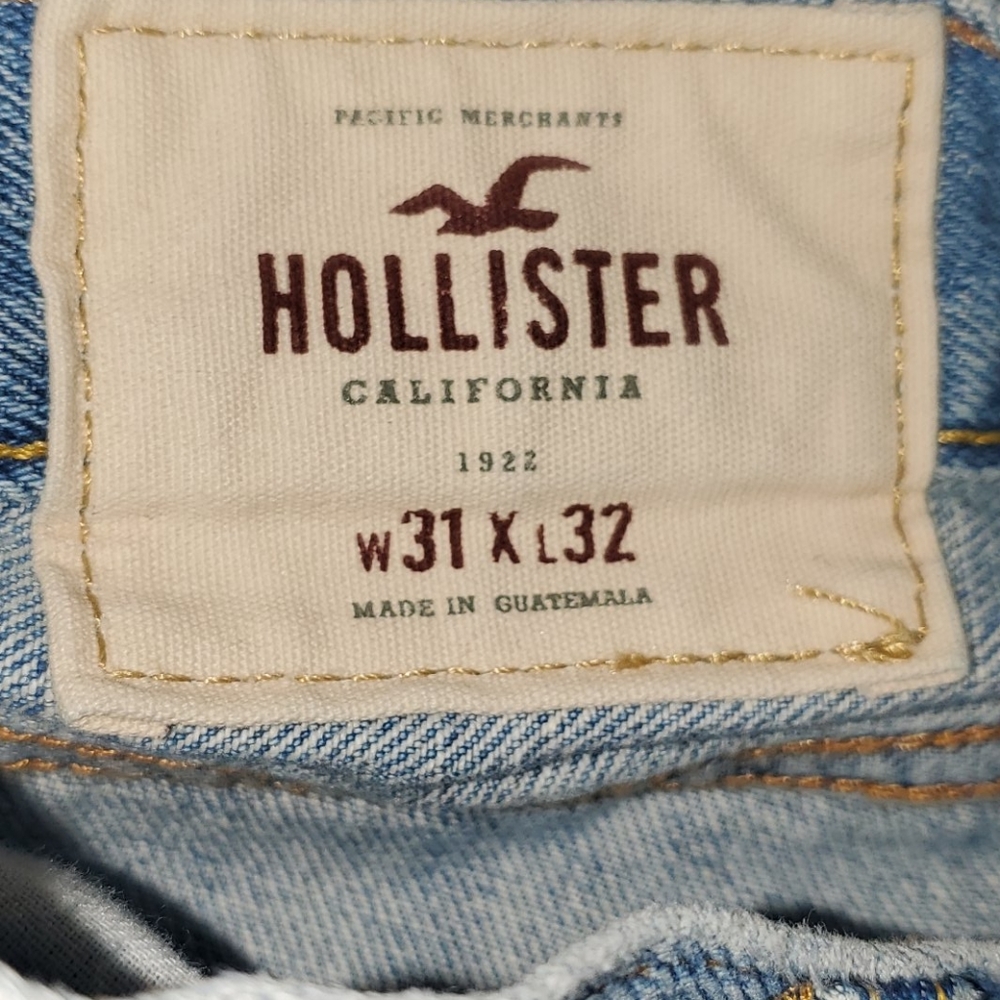 PACIFIC MERCHANTS
HOLLISTER
CALIFORNIA
1922
W31 X L32
MADE IN GUATEMALA